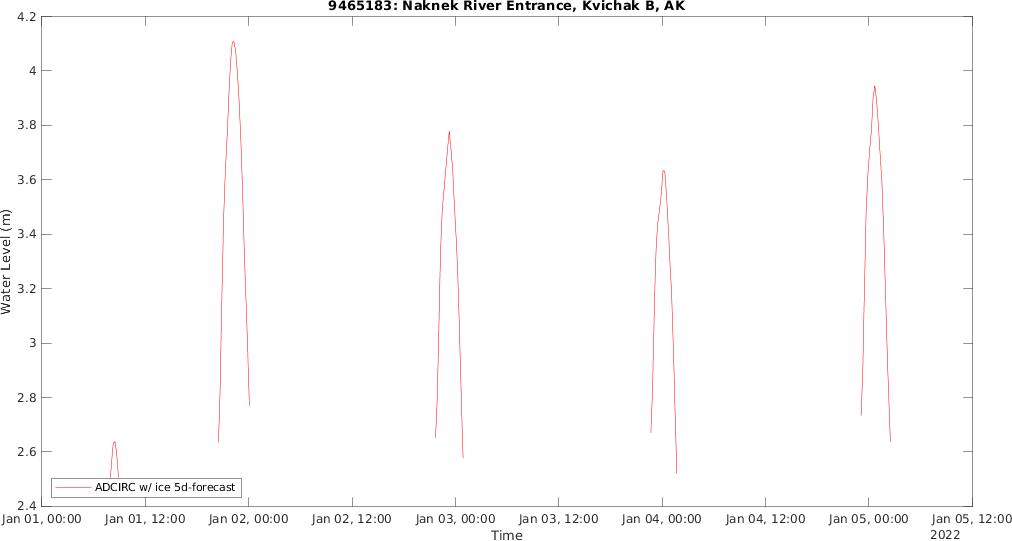 9465183: Naknek River Entrance, Kvichak B, AK
4.2
4
3.8
3.6
3.4
3.2
3
2.8
2.6
2.4
Water Level (m)
ADCIRC w/ ice 5d-forecast
Jan 01, 00:00 Jan 01, 12:00 Jan 02, 00:00 Jan 02, 12:00 Jan 03, 00:00 Jan 03, 12:00 Jan 04, 00:00 Jan 04, 12:00 Jan 05, 00:00 Jan 05, 12:00
Time
2022